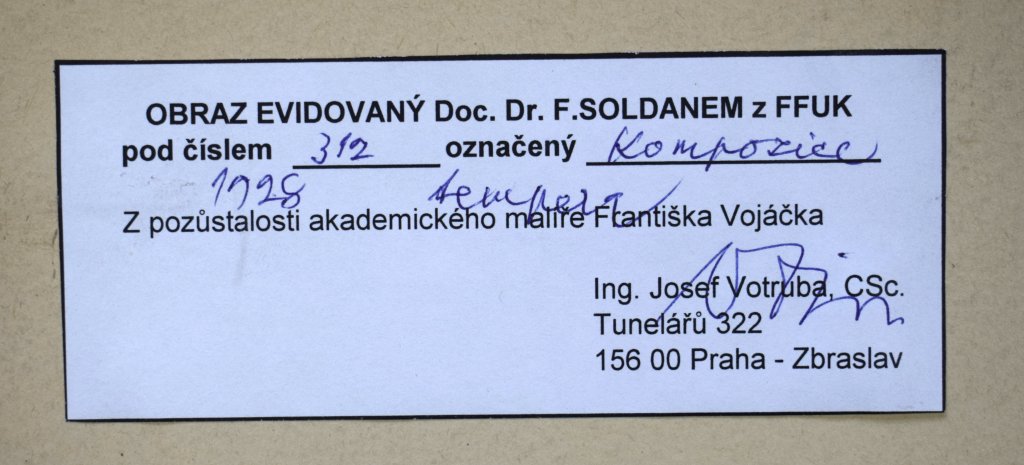 OBRAZ EVIDOVANÝ Doc. Dr. F.SOLDANEM z FFUK
pod číslem 312 označený Kompozice
1928 tempera
Z pozůstalosti akademického malíře Františka Vojáčka
Ing. Josef Votruba, CSc.
Tunelářů 322
156 00 Praha - Zbraslav